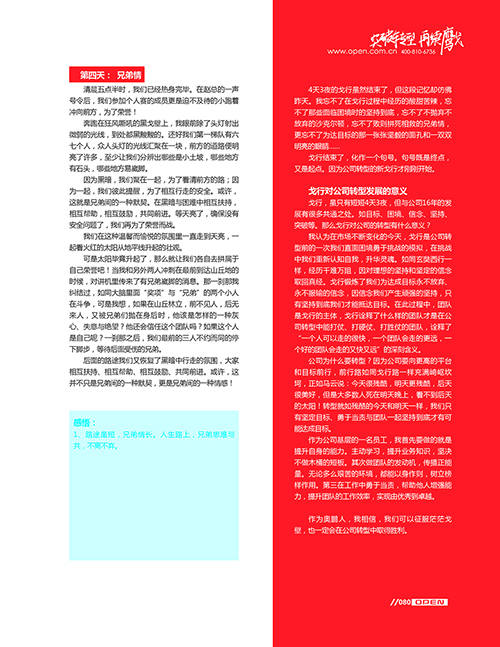 突破年转型 再续鹰
www.open.com.cn 400-810-6736
第四天： 兄弟情
清晨五点半时，我们已经热身完毕。在赵总的一声
号令后，我们参加个人赛的成员更是迫不及待的小跑着
冲向前方，为了荣誉！
奔跑在狂风嘶吼的黑戈壁上，我眼前除了头灯射出
微弱的光线，到处都黑黢黢的。还好我们第一梯队有六
七个人，众人头灯的光线汇聚在一块，前方的道路便明
亮了许多，至少让我们分辨出哪些是小土坡，哪些地方
有石头，哪些地方易崴脚。
因为黑暗，我们聚在一起，为了看清前方的路；因
为一起，我们彼此提醒，为了相互行走的安全。或许，
这就是兄弟间的一种默契。在黑暗与困难中相互扶持，
相互帮助，相互鼓励，共同前进。等天亮了，确保没有
安全问题了，我们再为了荣誉而战。
我们在这种温馨而愉悦的氛围里一直走到天亮，一
起看火红的太阳从地平线升起的壮观。
可是太阳毕竟升起了，那么就让我们各自去拼属于
自己荣誉吧！当我和另外两人冲刺在最前到达山丘地的
时候，对讲机里传来了有兄弟崴脚的消息。那一刹那我
纠结过，如同大脑里面“奖项”与“兄弟”的两个小人
在斗争，可是我想，如果在山丘林立，前不见人，后无
来人，又被兄弟们抛在身后时，他该是怎样的一种灰
心、失意与绝望？他还会信任这个团队吗？如果这个人
是自己呢？一刹那之后，我们最前的三人不约而同的停
下脚步，等待后面受伤的兄弟。
后面的路途我们又恢复了黑暗中行走的氛围，大家
相互扶持、相互帮助、相互鼓励、共同前进。或许，这
并不只是兄弟间的一种默契，更是兄弟间的一种情感！
感悟：
1、路途虽短，兄弟情长。人生路上，兄弟患难与
共，不离不弃。
4天3夜的戈行虽然结束了，但这段记忆却仿佛
昨天。我忘不了在戈行过程中经历的酸甜苦辣，忘
不了那些面临困境时的坚持到底，忘不了不抛弃不
放弃的沙克尔顿，忘不了救到拼死相救的兄弟情，
更忘不了为达目标的那一张张坚毅的面孔和一双双
明亮的眼睛……
戈行结束了，化作一个句号。句号既是终点，
又是起点。因为公司转型的新戈行才刚刚开始。
戈行对公司转型发展的意义
戈行，虽只有短短4天3夜，但与公司16年的发
展有很多共通之处。如目标、困境、信念、坚持、
突破等。那么戈行对公司的转型有什么意义？
我认为在市场不断变化的今天，戈行是公司转型
前的一次我们直面困境勇于挑战的模拟，在挑战
中我们重新认知自我，升华灵魂。如周玄奘西行一
样，经历千难万阻，因对理想的坚持和坚定的信念
取回真经。戈行锻炼了我们为达成目标永不放弃、
永不服输的信念，因信念我们产生顽强的坚持，只
有坚持到底我们才能抵达目标。在此过程中，团队
是戈行的主体，戈行诠释了什么样的团队才是在公
司转型中能打仗、打硬仗、打胜仗的团队，诠释了
“一个人可以走的很快，一个团队会走的更远，一
个好的团队会走的又快又远”的深刻含义。
公司为什么要转型？因为公司要向更高的平台
和目标前行，前行路如同戈行路一样充满崎岖坎
坷，正如马云说：今天很残酷，明天更残酷，后天
很美好，但是大多数人死在明天晚上，看不到后天
的太阳！转型就如残酷的今天和明天一样，我们只
有坚定目标、勇于当责与团队一起坚持到底才有可
能达成目标。
作为公司基层的一名员工，我首先要做的就是
提升自身的能力。主动学习，提升业务知识，坚决
不做木桶的短板。其次做团队的发动机，传播正能
量。无论多么艰苦的环境，都能以身作则，树立榜
样作用。第三在工作中勇于当责，帮助他人增强能
力，提升团队的工作效率，实现由优秀到卓越。
作为奥鹏人，我相信，我们可以征服茫茫戈
壁，也一定会在公司转型中取得胜利。
//080 OPEN